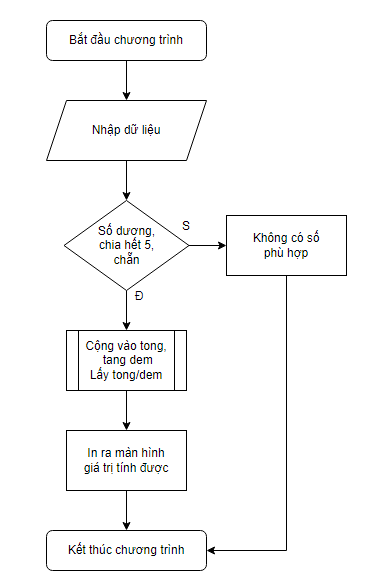 Bắt đầu chương trình
Nhập dữ liệu
Số dương,
chia hết 5,
chẵn
S
Không có số
phù hợp
Đ
Cộng vào tong,
tang dem
Lấy tong/dem
In ra màn hình
giá trị tính được
Kết thúc chương trình